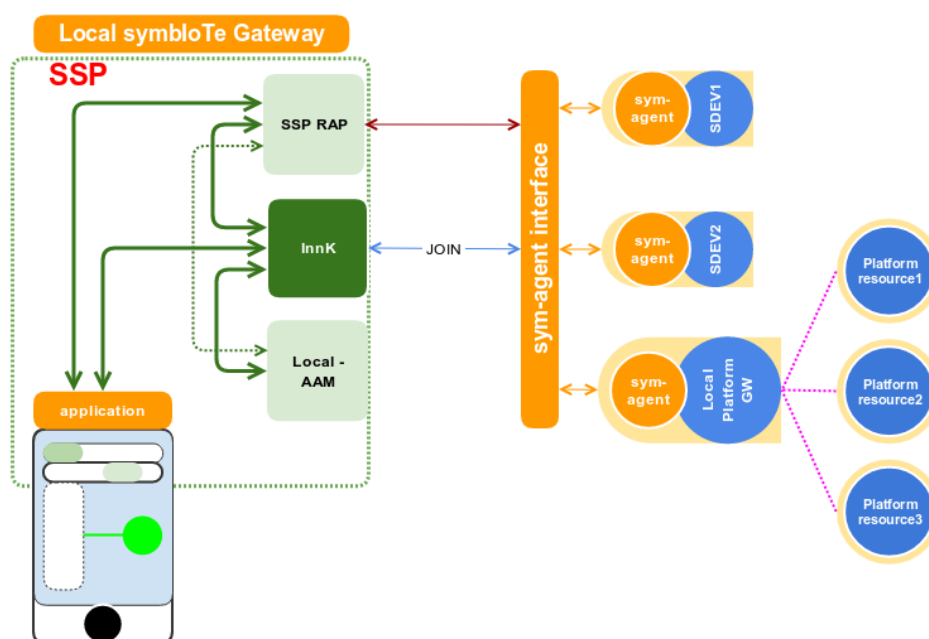 Local symbIoTe Gateway
SSP
SSP RAP
InnK
Local -
AAM
application
JOIN
sym-agent interface
sym-
agent
SDEV1
sym-
agent
SDEV2
sym-
agent
Local
Platform
GW
Platform
resource1
Platform
resource2
Platform
resource3